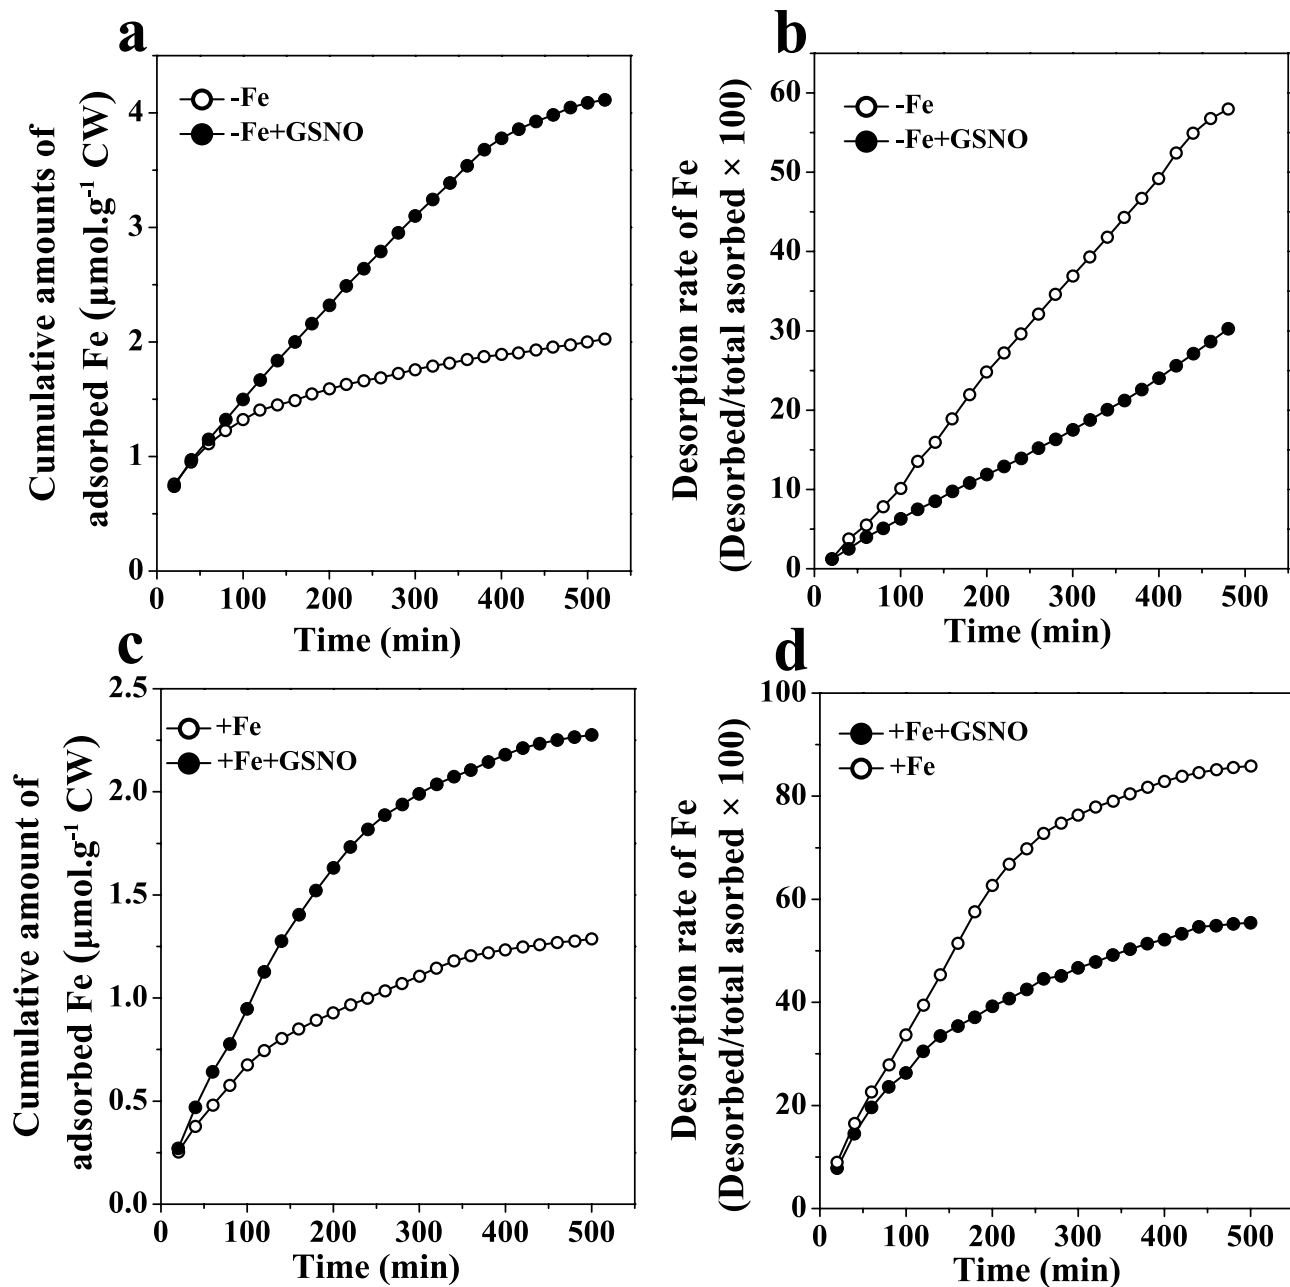 a
Cumulative amounts of
adsorbed Fe (μmol.g⁻¹ CW)
4
3
2
1
0
-Fe
-Fe+GSNO
0 100 200 300 400 500
Time (min)
b
Desorption rate of Fe
(Desorbed/total asorbed × 100)
60
50
40
30
20
10
0
-Fe
-Fe+GSNO
0 100 200 300 400 500
Time (min)
c
Cumulative amount of
adsorbed Fe (μmol.g⁻¹ CW)
2.5
2.0
1.5
1.0
0.5
0.0
+Fe
+Fe+GSNO
0 100 200 300 400 500
Time (min)
d
Desorption rate of Fe
(Desorbed/total asorbed × 100)
100
80
60
40
20
0
+Fe+GSNO
+Fe
0 100 200 300 400 500
Time (min)